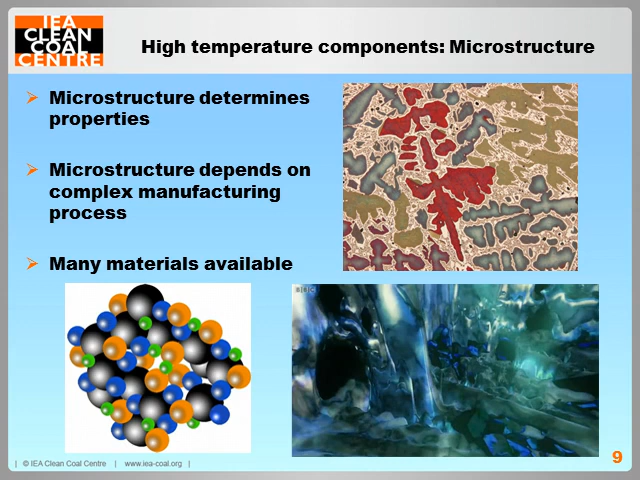 IEA
CLEAN
COAL
CENTRE
High temperature components: Microstructure
➢ Microstructure determines
properties
➢ Microstructure depends on
complex manufacturing
process
➢ Many materials available
BBC
9
| © IEA Clean Coal Centre | www.iea-coal.org |